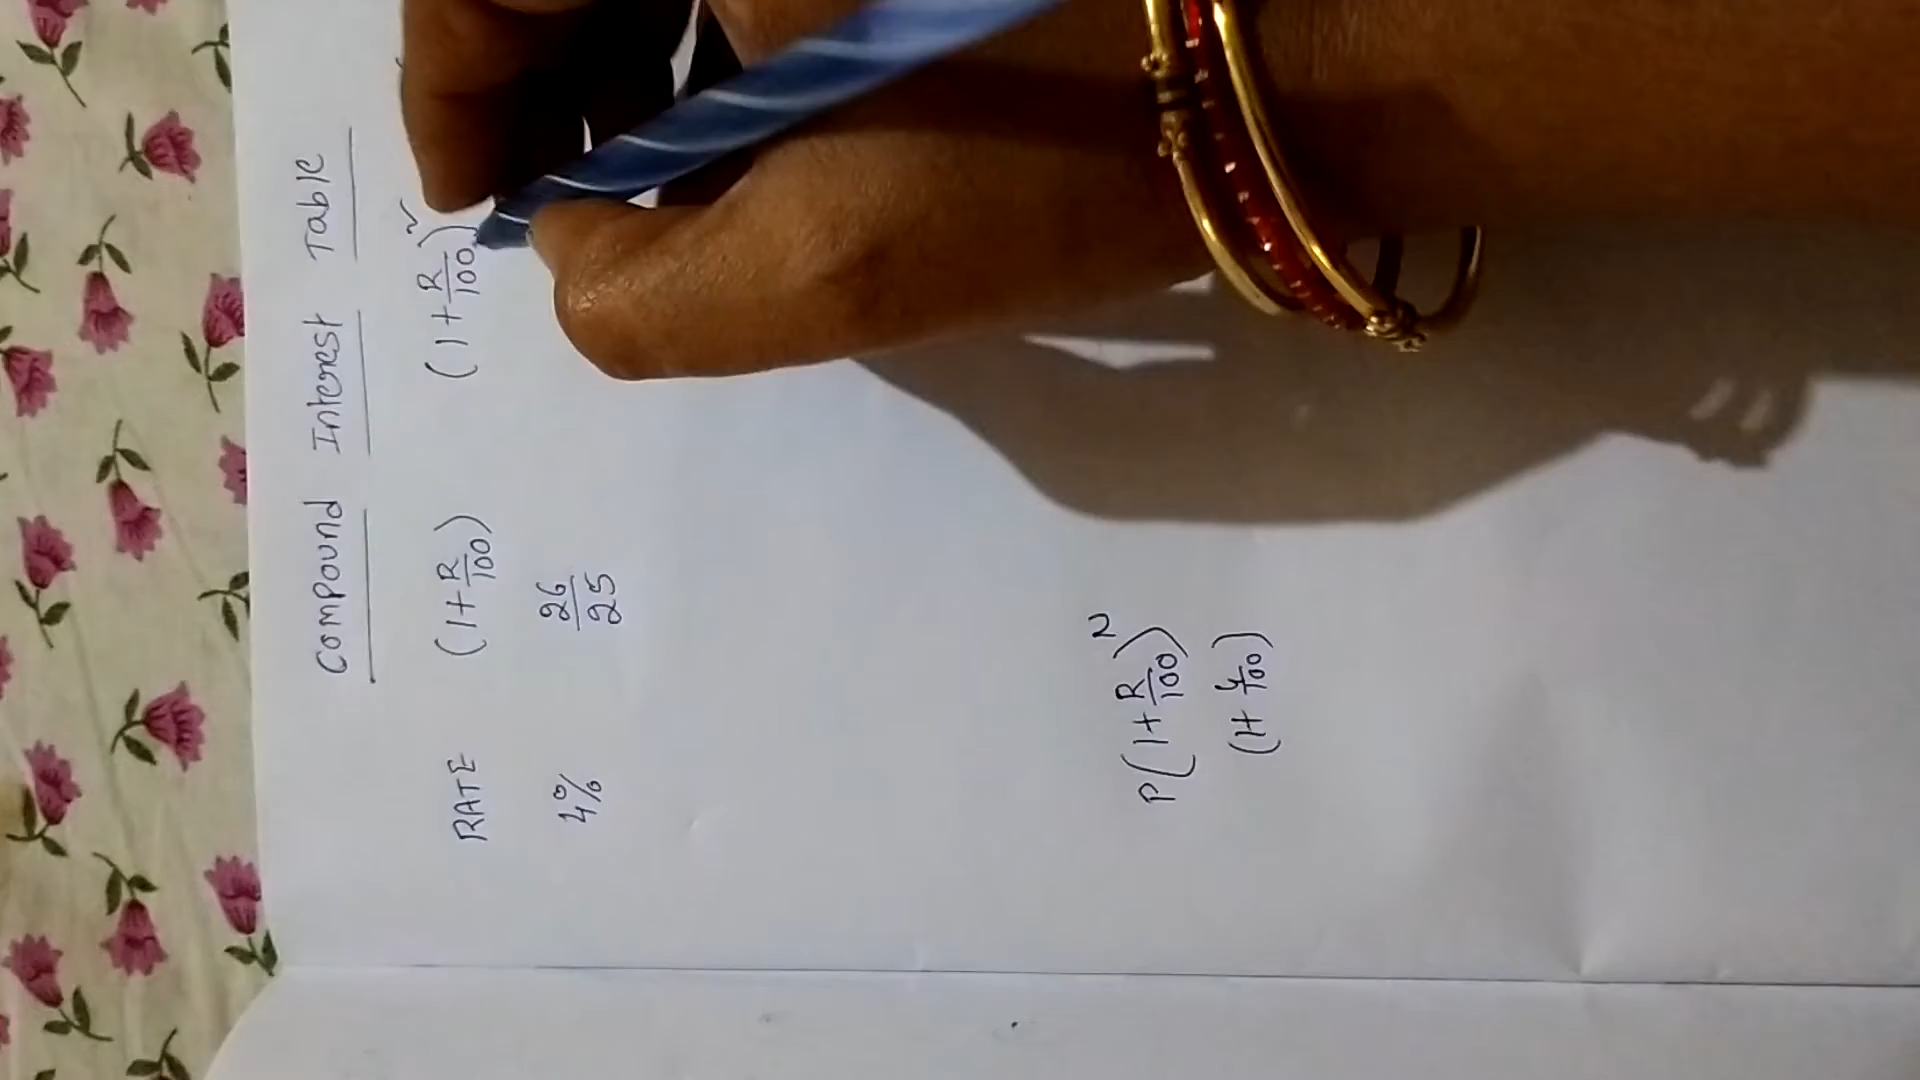 Compound Interest Table
RATE (1+R/100) (1+R/100)²
4% 26/25
P(1+R/100)²
(1+4/100)